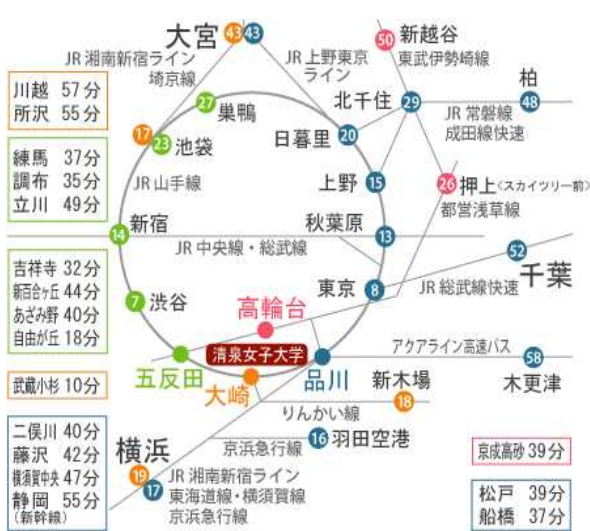 大宮
43
43
JR 湘南新宿ライン
埼京線
JR 上野東京
ライン
50
新越谷
東武伊勢崎線
川越 57分
所沢 55分
27
巣鴨
北千住
29
柏
48
JR 常磐線
成田線快速
17
23
池袋
日暮里
20
練馬 37分
調布 35分
立川 49分
JR 山手線
上野
15
26
押上〈スカイツリー前〉
都営浅草線
14
新宿
秋葉原
13
JR 中央線・総武線
52
千葉
吉祥寺 32分
新百合ヶ丘 44分
あざみ野 40分
自由が丘 18分
7
渋谷
東京
8
JR 総武線快速
高輪台
清泉女子大学
五反田
大崎
品川
アクアライン高速バス
58
木更津
武蔵小杉 10分
新木場
18
りんかい線
二俣川 40分
藤沢 42分
横須賀中央 47分
静岡 55分
(新幹線)
横浜
京浜急行線
16
羽田空港
19
17
JR 湘南新宿ライン
東海道線・横須賀線
京浜急行線
京成高砂 39分
松戸 39分
船橋 37分